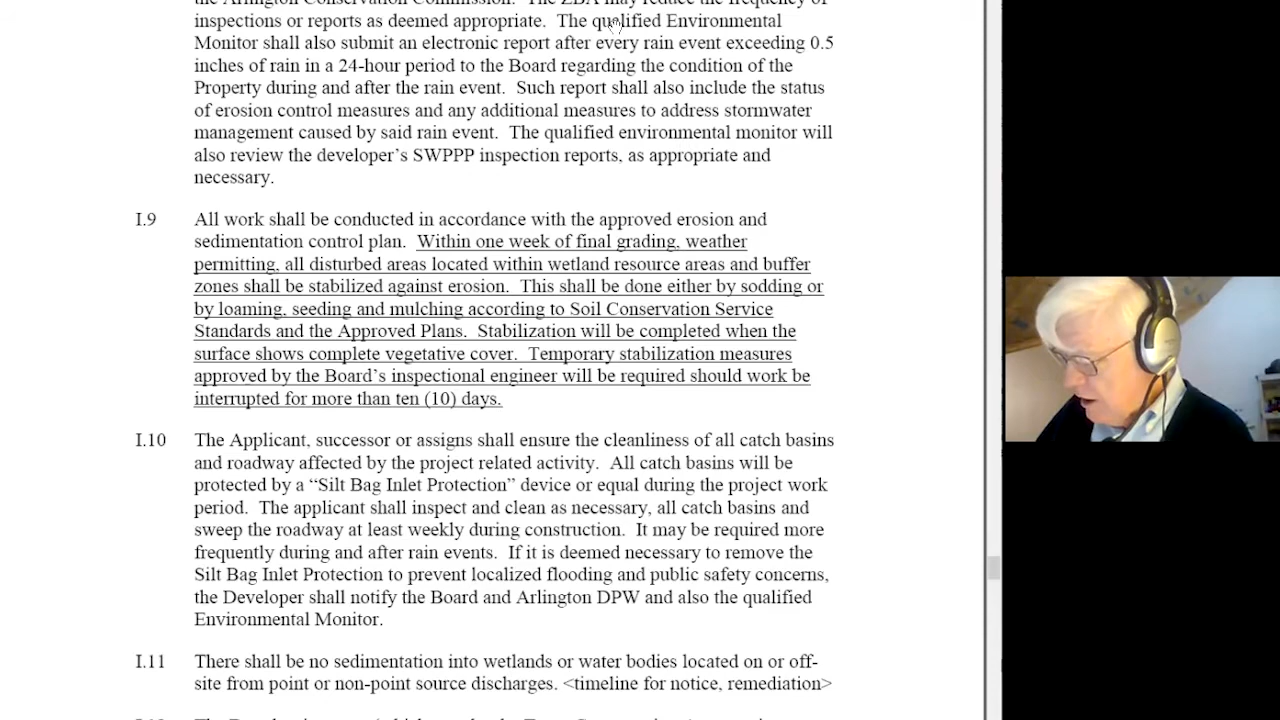 the Arlington Conservation Commission. The ZBA may reduce the frequency of
inspections or reports as deemed appropriate. The qualified Environmental
Monitor shall also submit an electronic report after every rain event exceeding 0.5
inches of rain in a 24-hour period to the Board regarding the condition of the
Property during and after the rain event. Such report shall also include the status
of erosion control measures and any additional measures to address stormwater
management caused by said rain event. The qualified environmental monitor will
also review the developer’s SWPPP inspection reports, as appropriate and
necessary.
I.9 All work shall be conducted in accordance with the approved erosion and
sedimentation control plan. Within one week of final grading, weather
permitting, all disturbed areas located within wetland resource areas and buffer
zones shall be stabilized against erosion. This shall be done either by sodding or
by loaming, seeding and mulching according to Soil Conservation Service
Standards and the Approved Plans. Stabilization will be completed when the
surface shows complete vegetative cover. Temporary stabilization measures
approved by the Board’s inspectional engineer will be required should work be
interrupted for more than ten (10) days.
I.10 The Applicant, successor or assigns shall ensure the cleanliness of all catch basins
and roadway affected by the project related activity. All catch basins will be
protected by a “Silt Bag Inlet Protection” device or equal during the project work
period. The applicant shall inspect and clean as necessary, all catch basins and
sweep the roadway at least weekly during construction. It may be required more
frequently during and after rain events. If it is deemed necessary to remove the
Silt Bag Inlet Protection to prevent localized flooding and public safety concerns,
the Developer shall notify the Board and Arlington DPW and also the qualified
Environmental Monitor.
I.11 There shall be no sedimentation into wetlands or water bodies located on or off-
site from point or non-point source discharges. <timeline for notice, remediation>